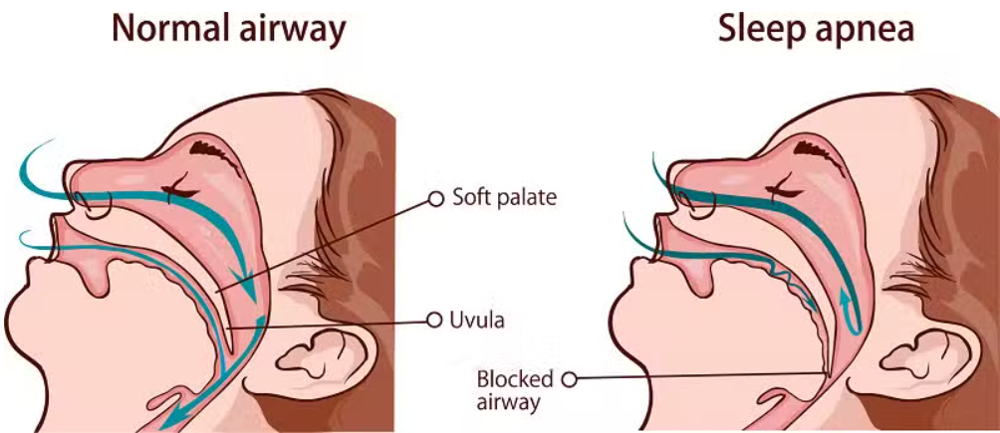 Normal airway
Sleep apnea
Soft palate
Uvula
Blocked
airway